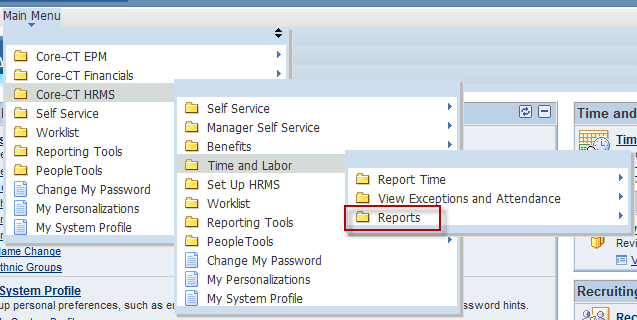 Main Menu
Core-CT EPM
Core-CT Financials
Core-CT HRMS
Self Service
Worklist
Reporting Tools
PeopleTools
Change My Password
My Personalizations
My System Profile
Self Service
Manager Self Service
Benefits
Time and Labor
Set Up HRMS
Worklist
Reporting Tools
PeopleTools
Change My Password
My Personalizations
My System Profile
Report Time
View Exceptions and Attendance
Reports
Time and
Time
Recruiting
ame Change
thnic Groups
System Profile
up personal preferences, such as e
ssword hints.